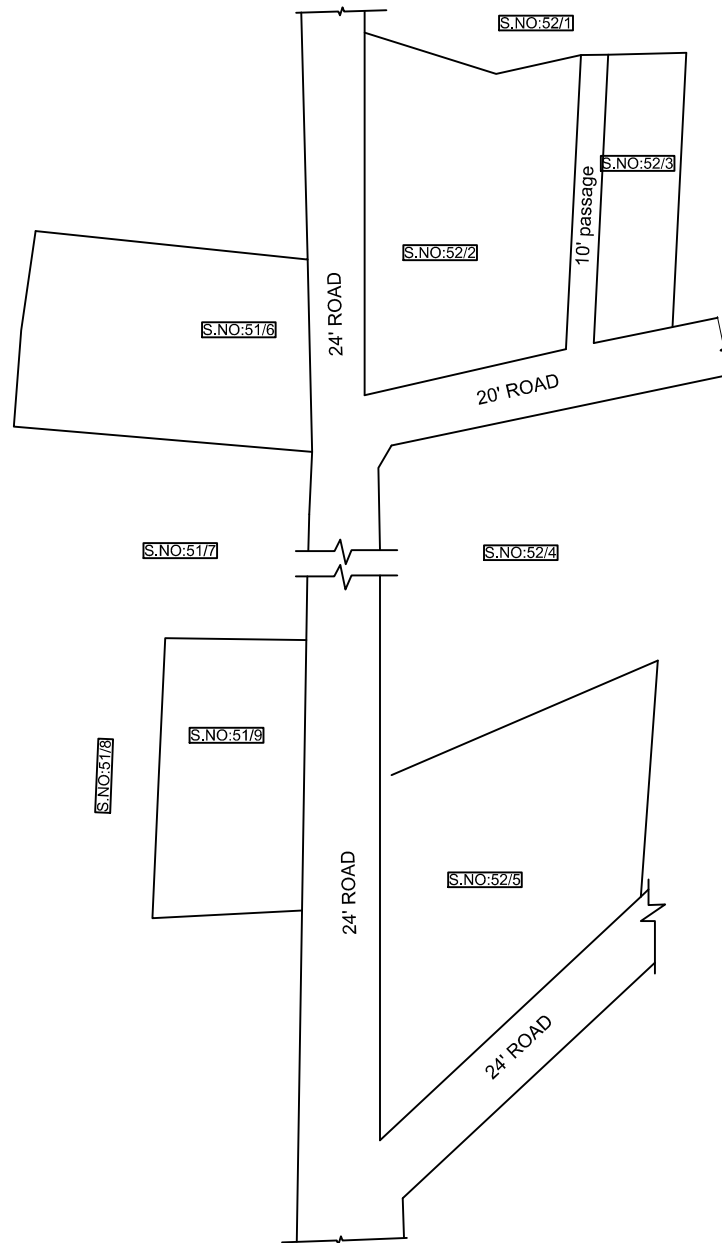 S.NO:52/1
S.NO:52/3
10' passage
S.NO:52/2
24' ROAD
S.NO:51/6
20' ROAD
S.NO:51/7
S.NO:52/4
S.NO:51/9
S.NO:51/8
S.NO:52/5
24' ROAD
24' ROAD